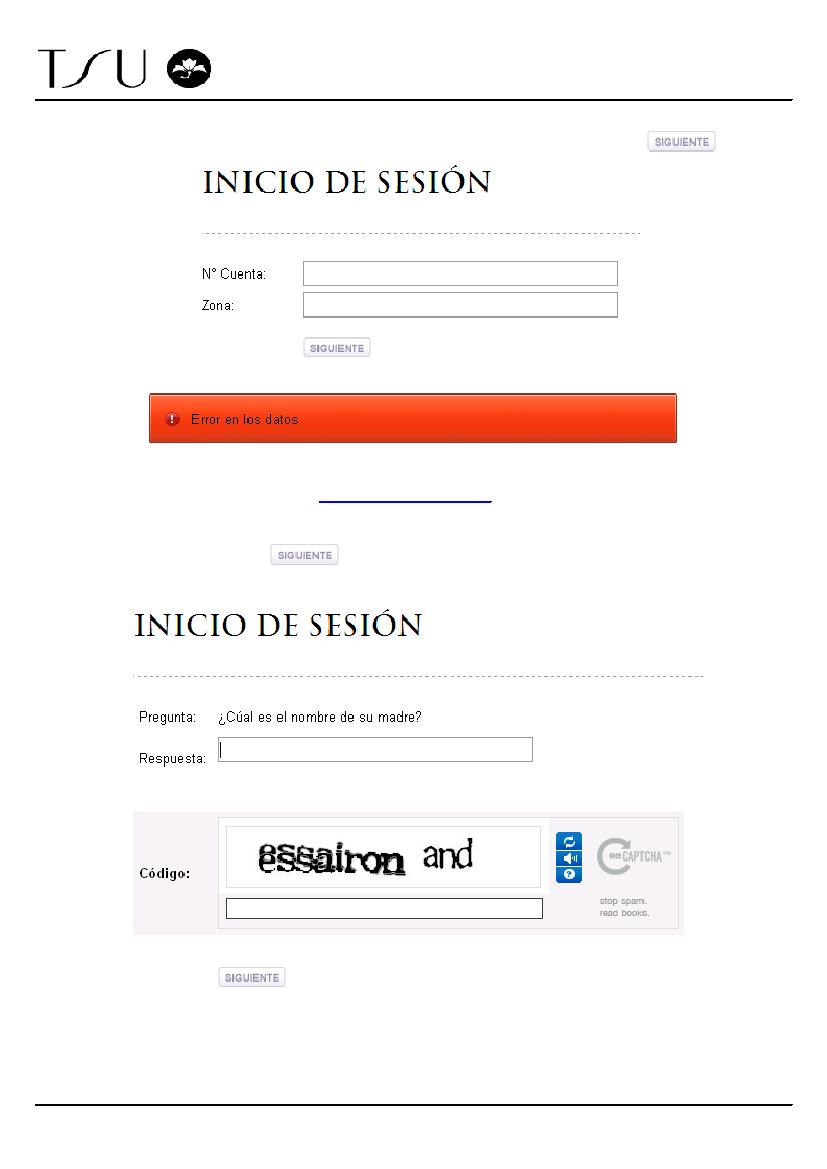 TSU
SIGUIENTE
INICIO DE SESIÓN
N° Cuenta:
Zona:
SIGUIENTE
Error en los datos
SIGUIENTE
INICIO DE SESIÓN
Pregunta: ¿Cúal es el nombre de su madre?
Respuesta:
essairon and
Código:
reCAPTCHA™
stop spam.
read books.
SIGUIENTE